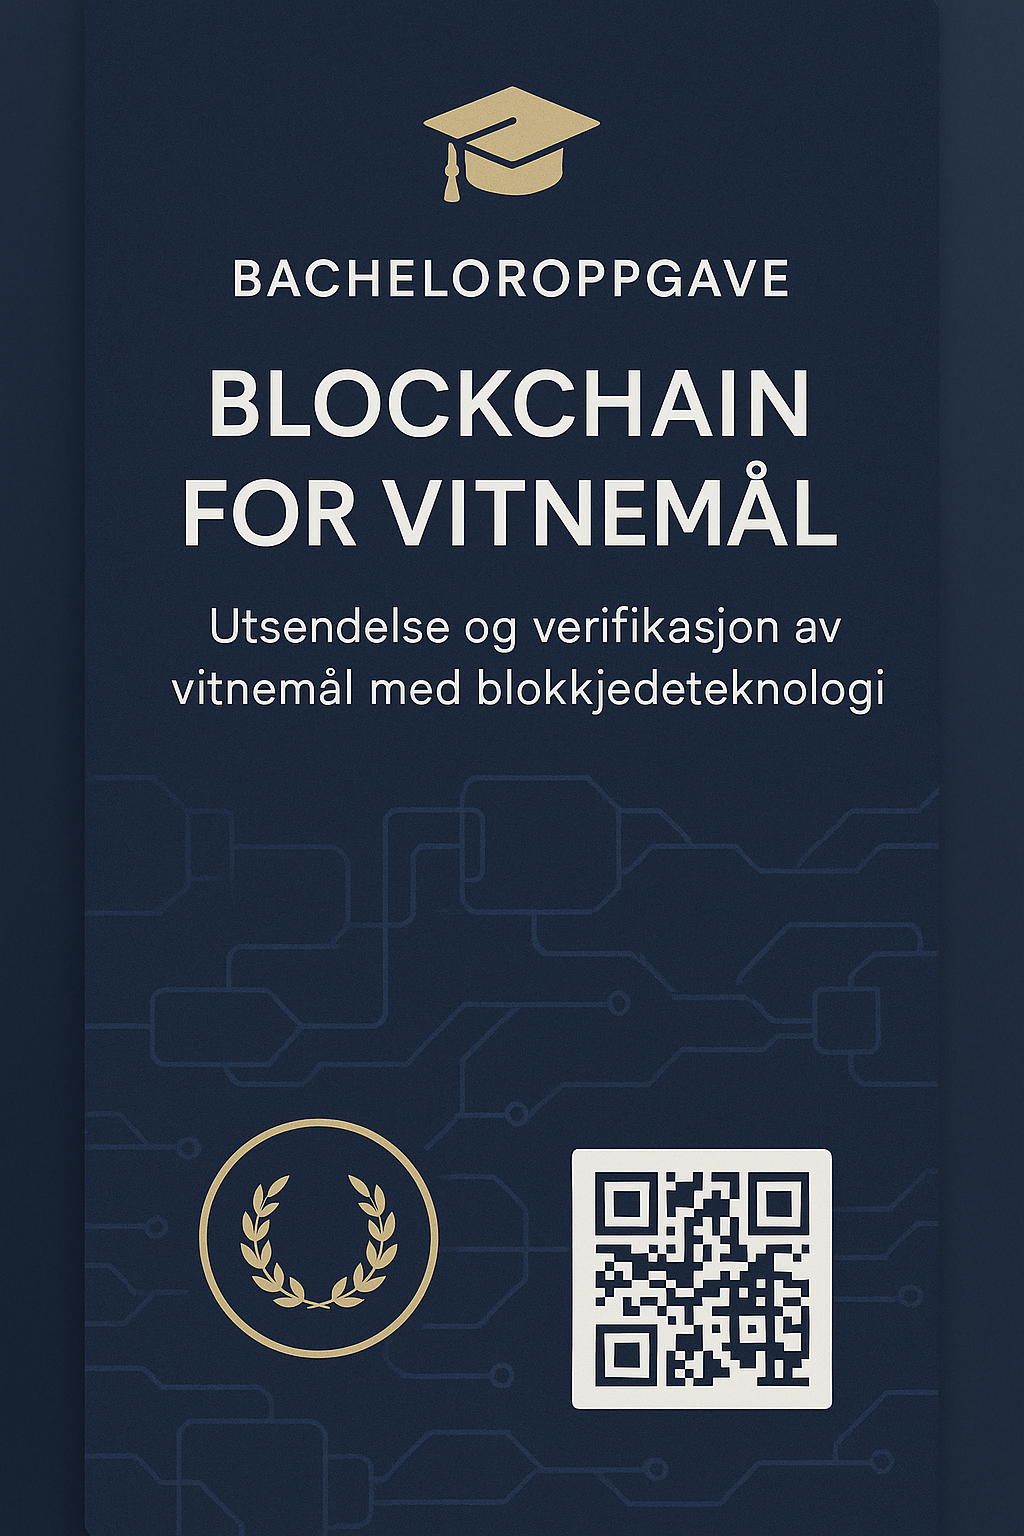 BACHELOROPPGAVE
BLOCKCHAIN
FOR VITNEMÅL
Utsendelse og verifikasjon av
vitnemål med blokkjedeteknologi